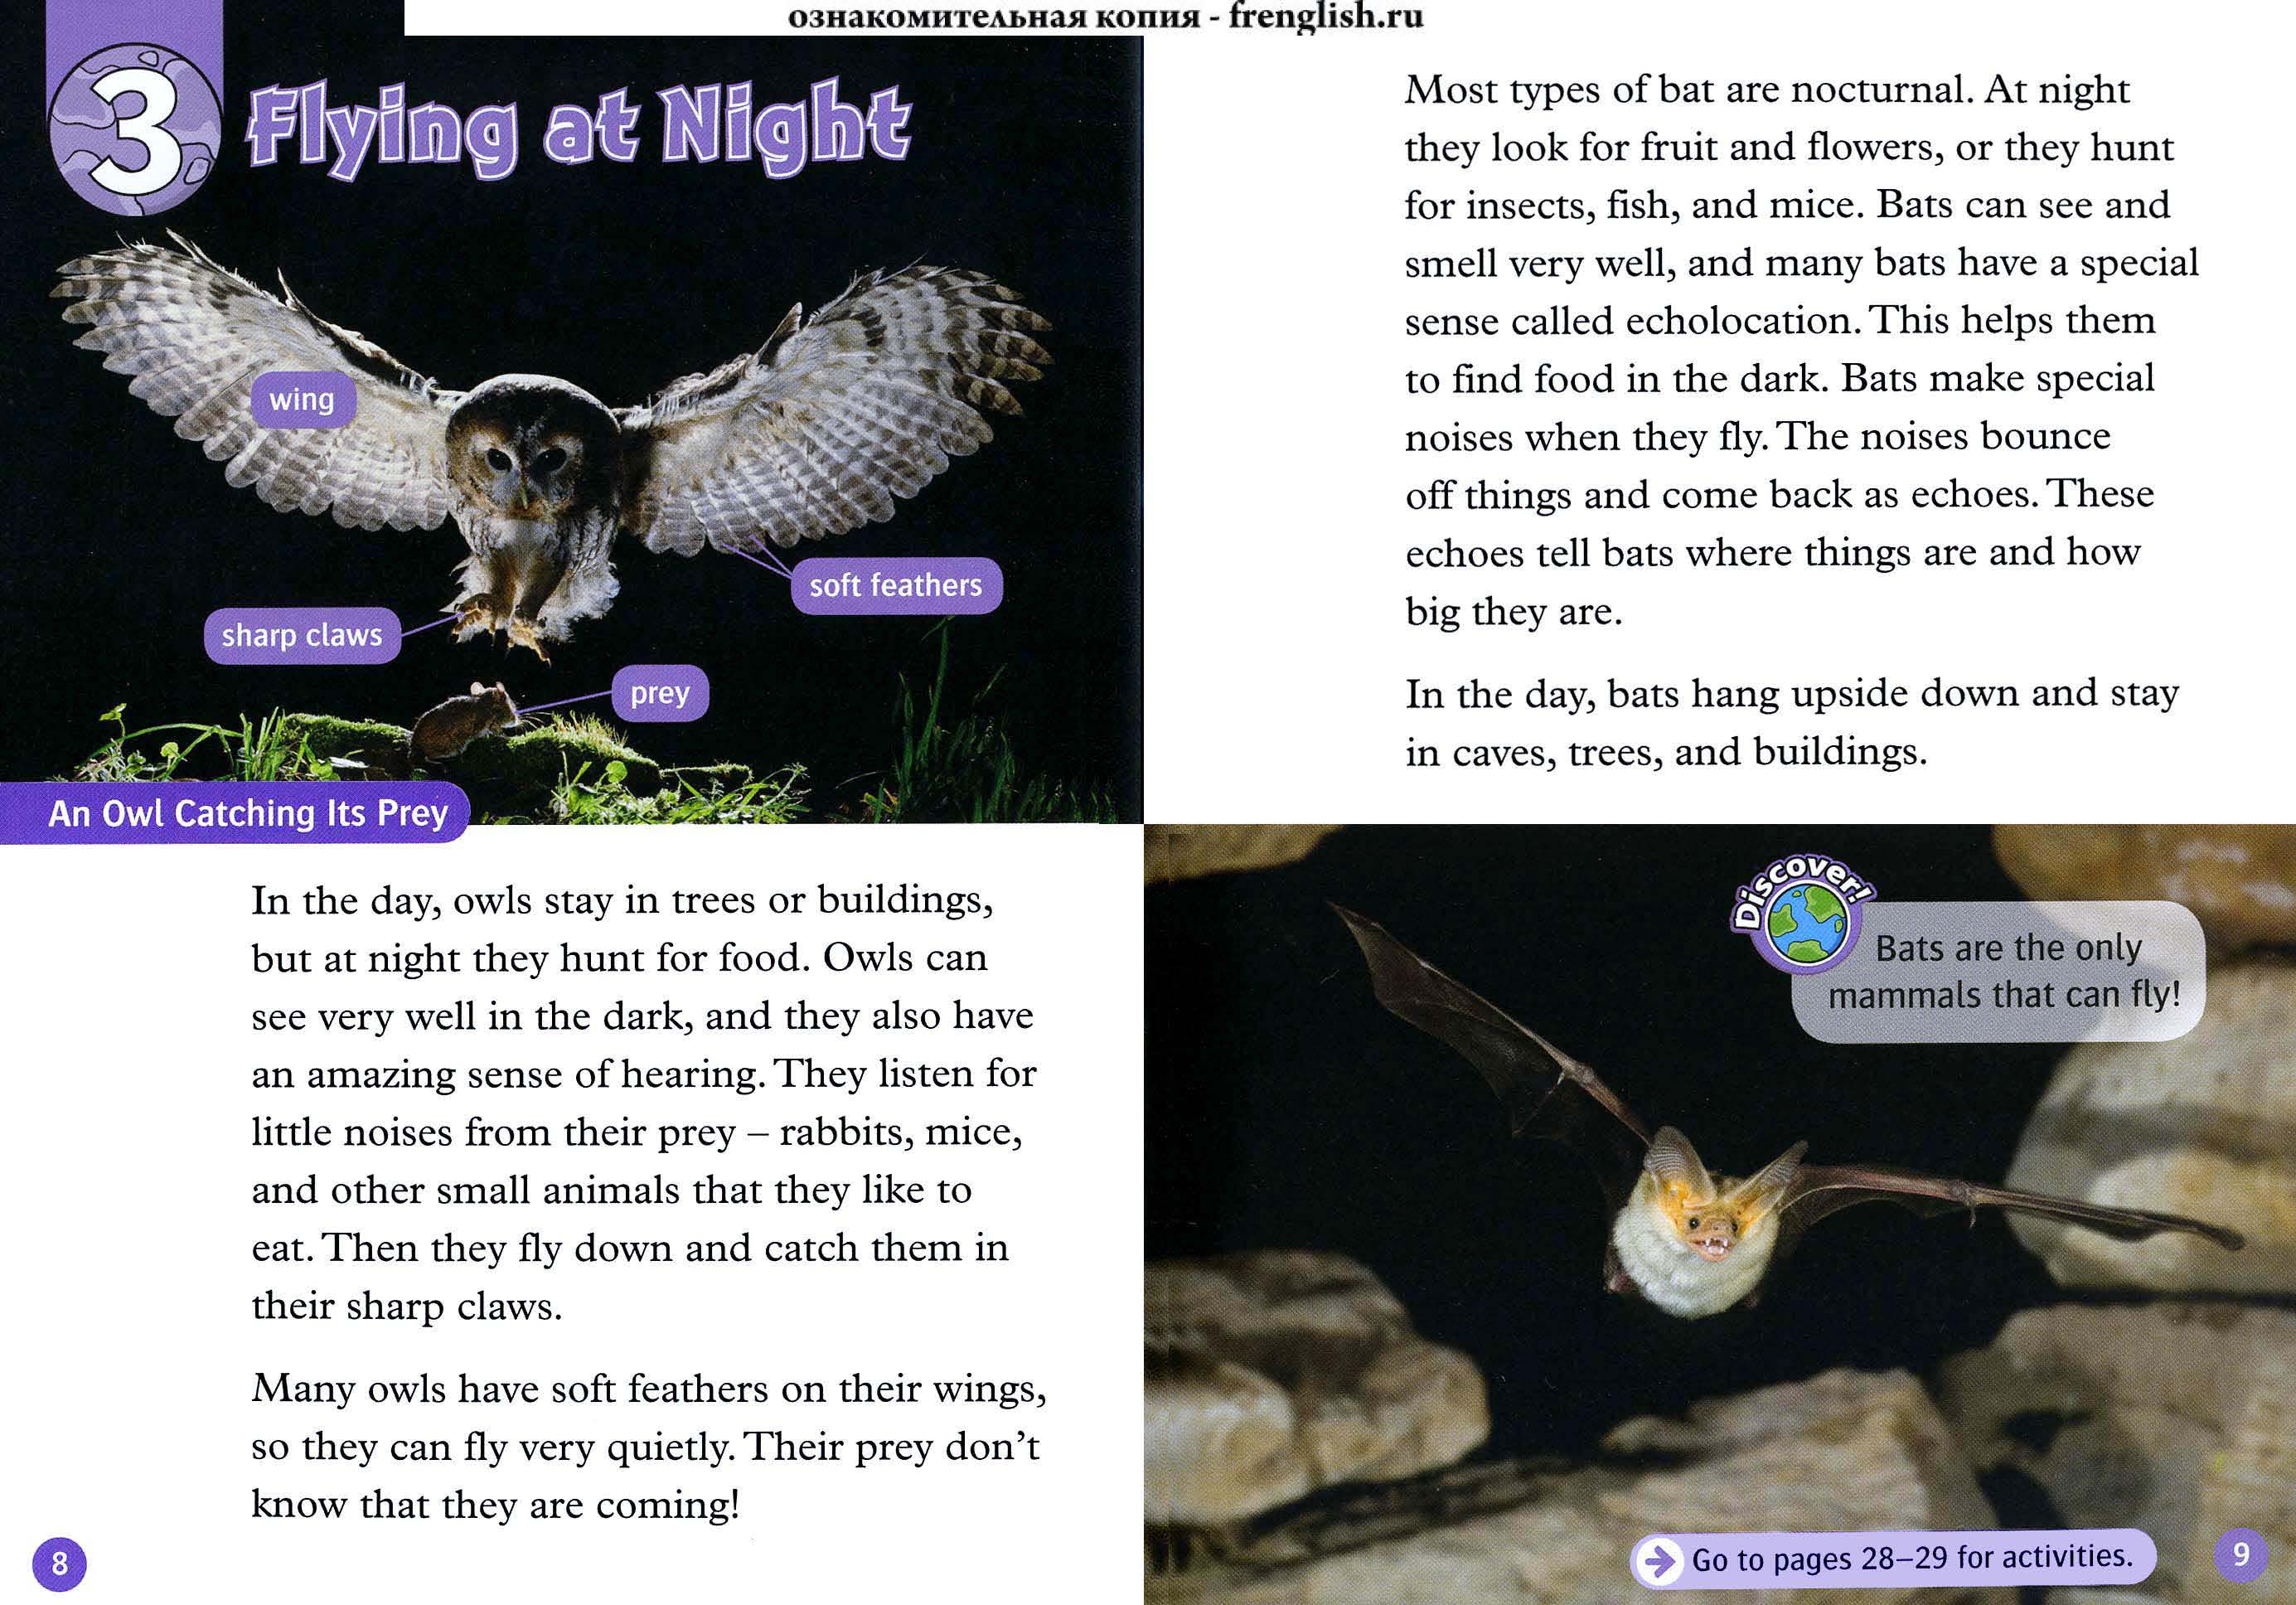 ознакомительная копия - frenglish.ru
3
Flying at Night
wing
soft feathers
sharp claws
prey
An Owl Catching Its Prey
In the day, owls stay in trees or buildings,
but at night they hunt for food. Owls can
see very well in the dark, and they also have
an amazing sense of hearing. They listen for
little noises from their prey – rabbits, mice,
and other small animals that they like to
eat. Then they fly down and catch them in
their sharp claws.
Many owls have soft feathers on their wings,
so they can fly very quietly. Their prey don't
know that they are coming!
8
Most types of bat are nocturnal. At night
they look for fruit and flowers, or they hunt
for insects, fish, and mice. Bats can see and
smell very well, and many bats have a special
sense called echolocation. This helps them
to find food in the dark. Bats make special
noises when they fly. The noises bounce
off things and come back as echoes. These
echoes tell bats where things are and how
big they are.
In the day, bats hang upside down and stay
in caves, trees, and buildings.
Discover!
Bats are the only
mammals that can fly!
Go to pages 28–29 for activities.
9